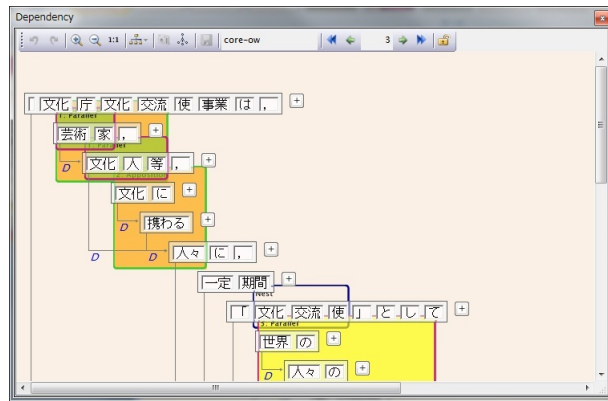 Dependency
1:1 core-ow 3
「 文化 庁 文化 交流 使 事業 は ,
1. Parallel
芸術 家 ,
Parallel
文化 人 等 ,
D
文化 に
携わる
D
人々 に ,
D D
一定 期間
Nest
「 文化 交流 使 」 と し て
3. Parallel
世界 の
人々 の
D